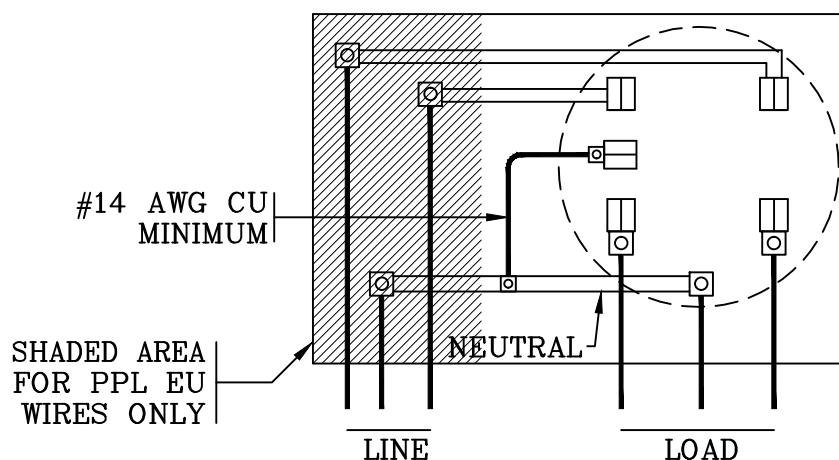 #14 AWG CU
MINIMUM
SHADED AREA
FOR PPL EU
WIRES ONLY
NEUTRAL
LINE
LOAD